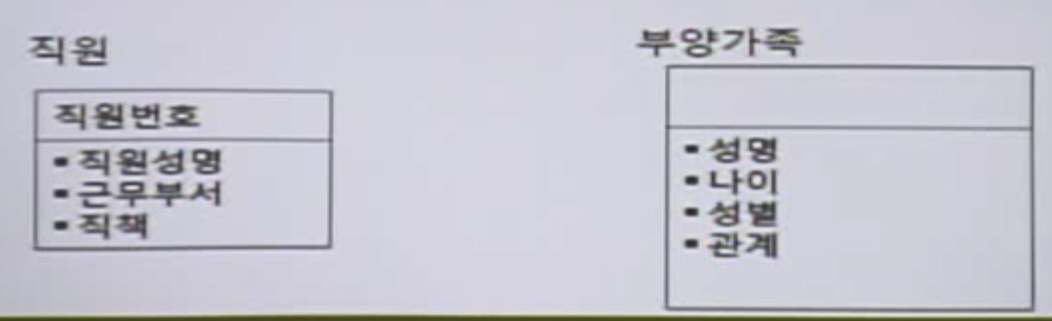 직원
직원번호
▪ 직원성명
▪ 근무부서
▪ 직책
부양가족
▪ 성명
▪ 나이
▪ 성별
▪ 관계